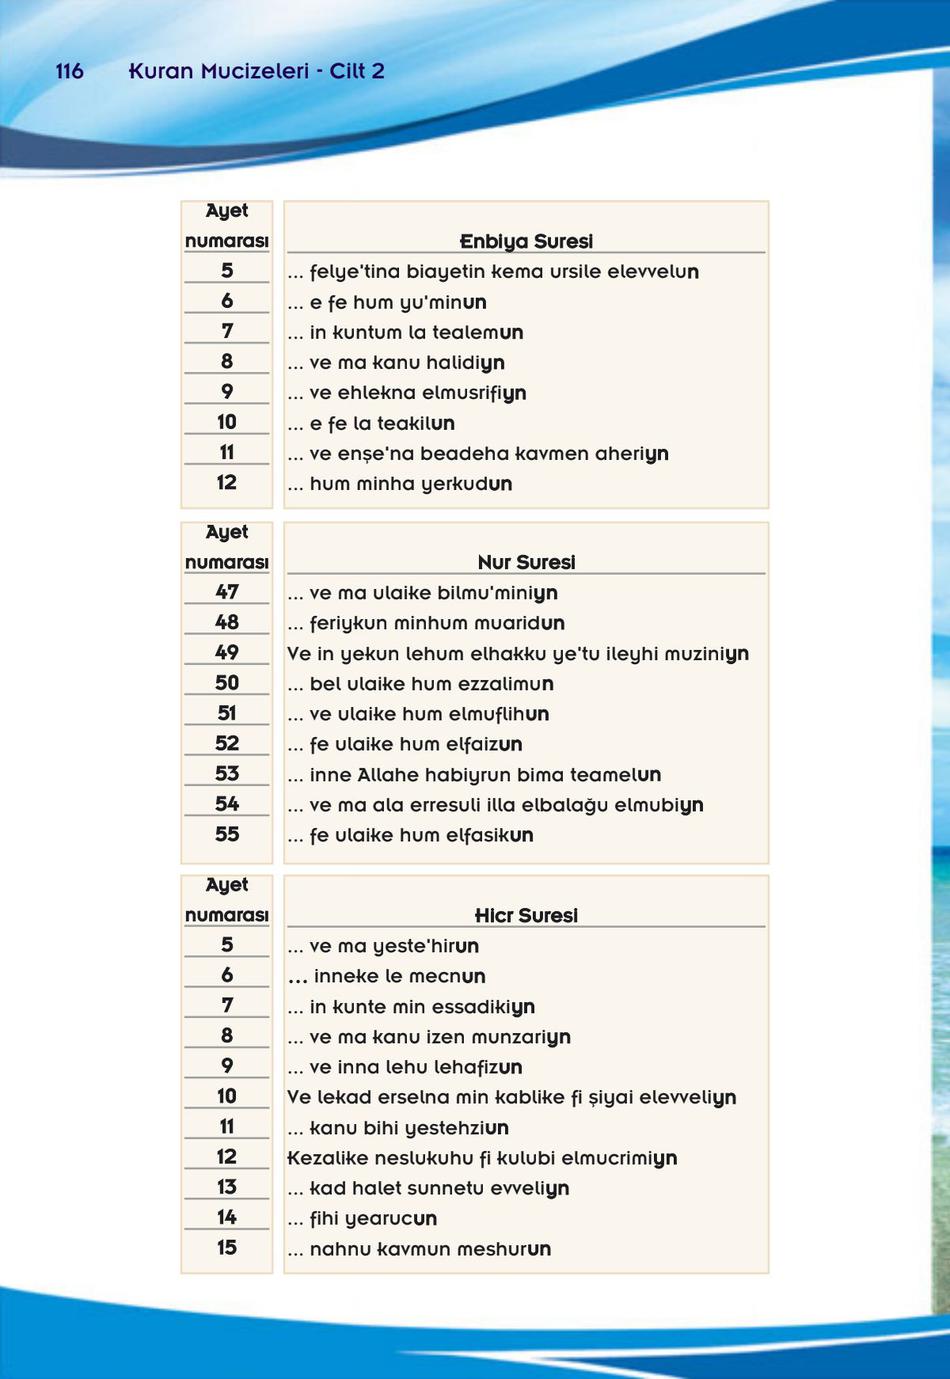 116 Kuran Mucizeleri - Cilt 2
Ayet
numarası Enbiya Suresi
5 ... felye'tina biayetin kema ursile elevvelun
6 ... e fe hum yu'minun
7 ... in kuntum la tealemun
8 ... ve ma kanu halidiyn
9 ... ve ehlekna elmusrifiyn
10 ... e fe la teakilun
11 ... ve enşe'na beadeha kavmen aheriyn
12 ... hum minha yerkudun
Ayet
numarası Nur Suresi
47 ... ve ma ulaike bilmu'miniyn
48 ... feriykun minhum muaridun
49 Ve in yekun lehum elhakku ye'tu ileyhi muziniyn
50 ... bel ulaike hum ezzalimun
51 ... ve ulaike hum elmuflihun
52 ... fe ulaike hum elfaizun
53 ... inne Allahe habiyrun bima teamelun
54 ... ve ma ala erresuli illa elbalağu elmubiyn
55 ... fe ulaike hum elfasikun
Ayet
numarası Hicr Suresi
5 ... ve ma yeste'hirun
6 ... inneke le mecnun
7 ... in kunte min essadikiyn
8 ... ve ma kanu izen munzariyn
9 ... ve inna lehu lehafizun
10 Ve lekad erselna min kablike fi şiyai elevveliyn
11 ... kanu bihi yestehziun
12 Kezalike neslukuhu fi kulubi elmucrimiyn
13 ... kad halet sunnetu evveliyn
14 ... fihi yearucun
15 ... nahnu kavmun meshurun